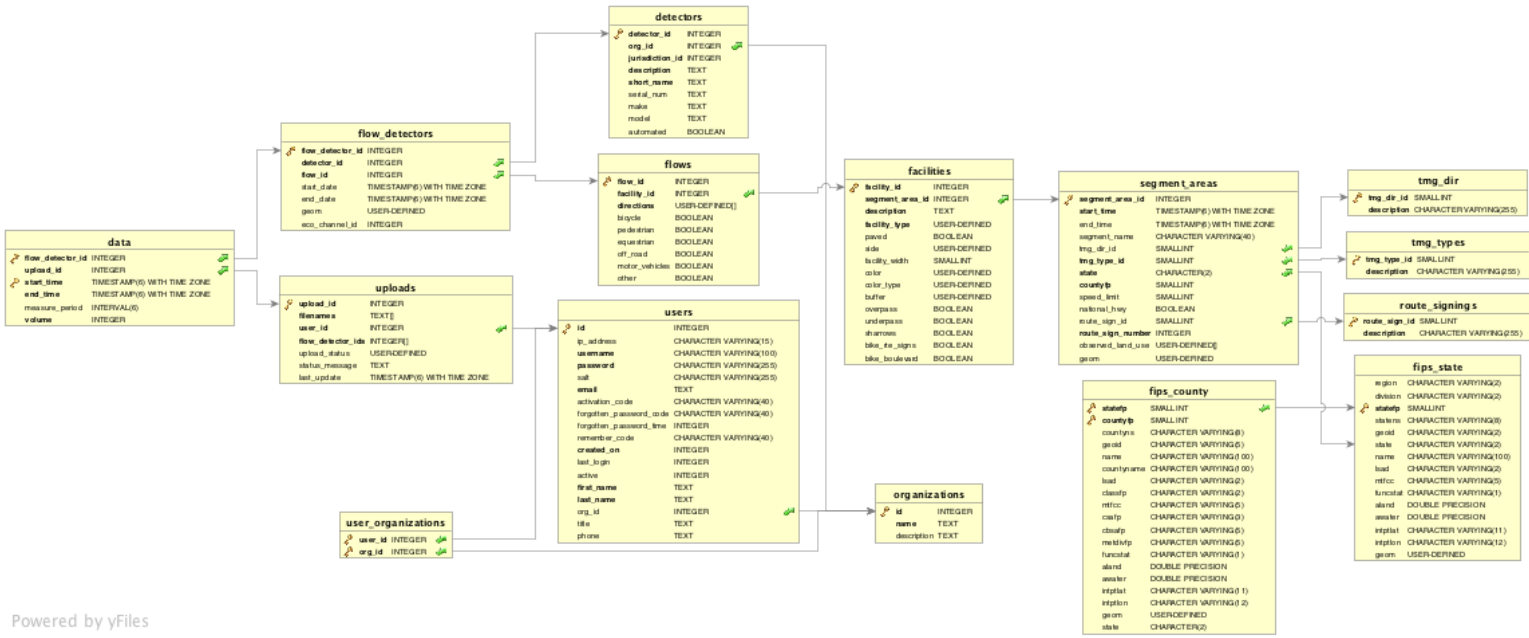 detectors
detector_id INTEGER
org_id INTEGER
jurisdiction_id INTEGER
description TEXT
short_name TEXT
serial_num TEXT
make TEXT
model TEXT
automated BOOLEAN
flow_detectors
flow_detector_id INTEGER
detector_id INTEGER
flow_id INTEGER
start_date TIMESTAMP(6) WITH TIME ZONE
end_date TIMESTAMP(6) WITH TIME ZONE
geom USER-DEFINED
eco_channel_id INTEGER
flows
flow_id INTEGER
facility_id INTEGER
directions USER-DEFINED[]
bicycle BOOLEAN
pedestrian BOOLEAN
equestrian BOOLEAN
off_road BOOLEAN
motor_vehicles BOOLEAN
other BOOLEAN
facilities
facility_id INTEGER
segment_area_id INTEGER
description TEXT
facility_type USER-DEFINED
paved BOOLEAN
side USER-DEFINED
facility_width SMALLINT
color USER-DEFINED
color_type USER-DEFINED
buffer USER-DEFINED
overpass BOOLEAN
underpass BOOLEAN
sharrows BOOLEAN
bike_rte_signs BOOLEAN
bike_boulevard BOOLEAN
segment_areas
segment_area_id INTEGER
start_time TIMESTAMP(6) WITH TIME ZONE
end_time TIMESTAMP(6) WITH TIME ZONE
segment_name CHARACTER VARYING(40)
tmg_dir_id SMALLINT
tmg_type_id SMALLINT
state CHARACTER(2)
countyfp SMALLINT
speed_limit SMALLINT
national_hwy BOOLEAN
route_sign_id SMALLINT
route_sign_number INTEGER
observed_land_use USER-DEFINED[]
geom USER-DEFINED
tmg_dir
tmg_dir_id SMALLINT
description CHARACTER VARYING(255)
tmg_types
tmg_type_id SMALLINT
description CHARACTER VARYING(255)
route_signings
route_sign_id SMALLINT
description CHARACTER VARYING(255)
data
flow_detector_id INTEGER
upload_id INTEGER
start_time TIMESTAMP(6) WITH TIME ZONE
end_time TIMESTAMP(6) WITH TIME ZONE
measure_period INTERVAL(6)
volume INTEGER
uploads
upload_id INTEGER
filenames TEXT[]
user_id INTEGER
flow_detector_ids INTEGER[]
upload_status USER-DEFINED
status_message TEXT
last_update TIMESTAMP(6) WITH TIME ZONE
users
id INTEGER
ip_address CHARACTER VARYING(15)
username CHARACTER VARYING(100)
password CHARACTER VARYING(255)
salt CHARACTER VARYING(255)
email TEXT
activation_code CHARACTER VARYING(40)
forgotten_password_code CHARACTER VARYING(40)
forgotten_password_time INTEGER
remember_code CHARACTER VARYING(40)
created_on INTEGER
last_login INTEGER
active INTEGER
first_name TEXT
last_name TEXT
org_id INTEGER
title TEXT
phone TEXT
user_organizations
user_id INTEGER
org_id INTEGER
organizations
id INTEGER
name TEXT
description TEXT
fips_county
statefp SMALLINT
countyfp SMALLINT
countyns CHARACTER VARYING(8)
geoid CHARACTER VARYING(5)
name CHARACTER VARYING(100)
countyname CHARACTER VARYING(100)
lsad CHARACTER VARYING(2)
classfp CHARACTER VARYING(2)
mtfcc CHARACTER VARYING(5)
csafp CHARACTER VARYING(3)
cbsafp CHARACTER VARYING(5)
metdivfp CHARACTER VARYING(5)
funcstat CHARACTER VARYING(1)
aland DOUBLE PRECISION
awater DOUBLE PRECISION
intptlat CHARACTER VARYING(11)
intptlon CHARACTER VARYING(12)
geom USER-DEFINED
state CHARACTER(2)
fips_state
region CHARACTER VARYING(2)
division CHARACTER VARYING(2)
statefp SMALLINT
statens CHARACTER VARYING(8)
geoid CHARACTER VARYING(2)
state CHARACTER VARYING(2)
name CHARACTER VARYING(100)
lsad CHARACTER VARYING(2)
mtfcc CHARACTER VARYING(5)
funcstat CHARACTER VARYING(1)
aland DOUBLE PRECISION
awater DOUBLE PRECISION
intptlat CHARACTER VARYING(11)
intptlon CHARACTER VARYING(12)
geom USER-DEFINED
Powered by yFiles